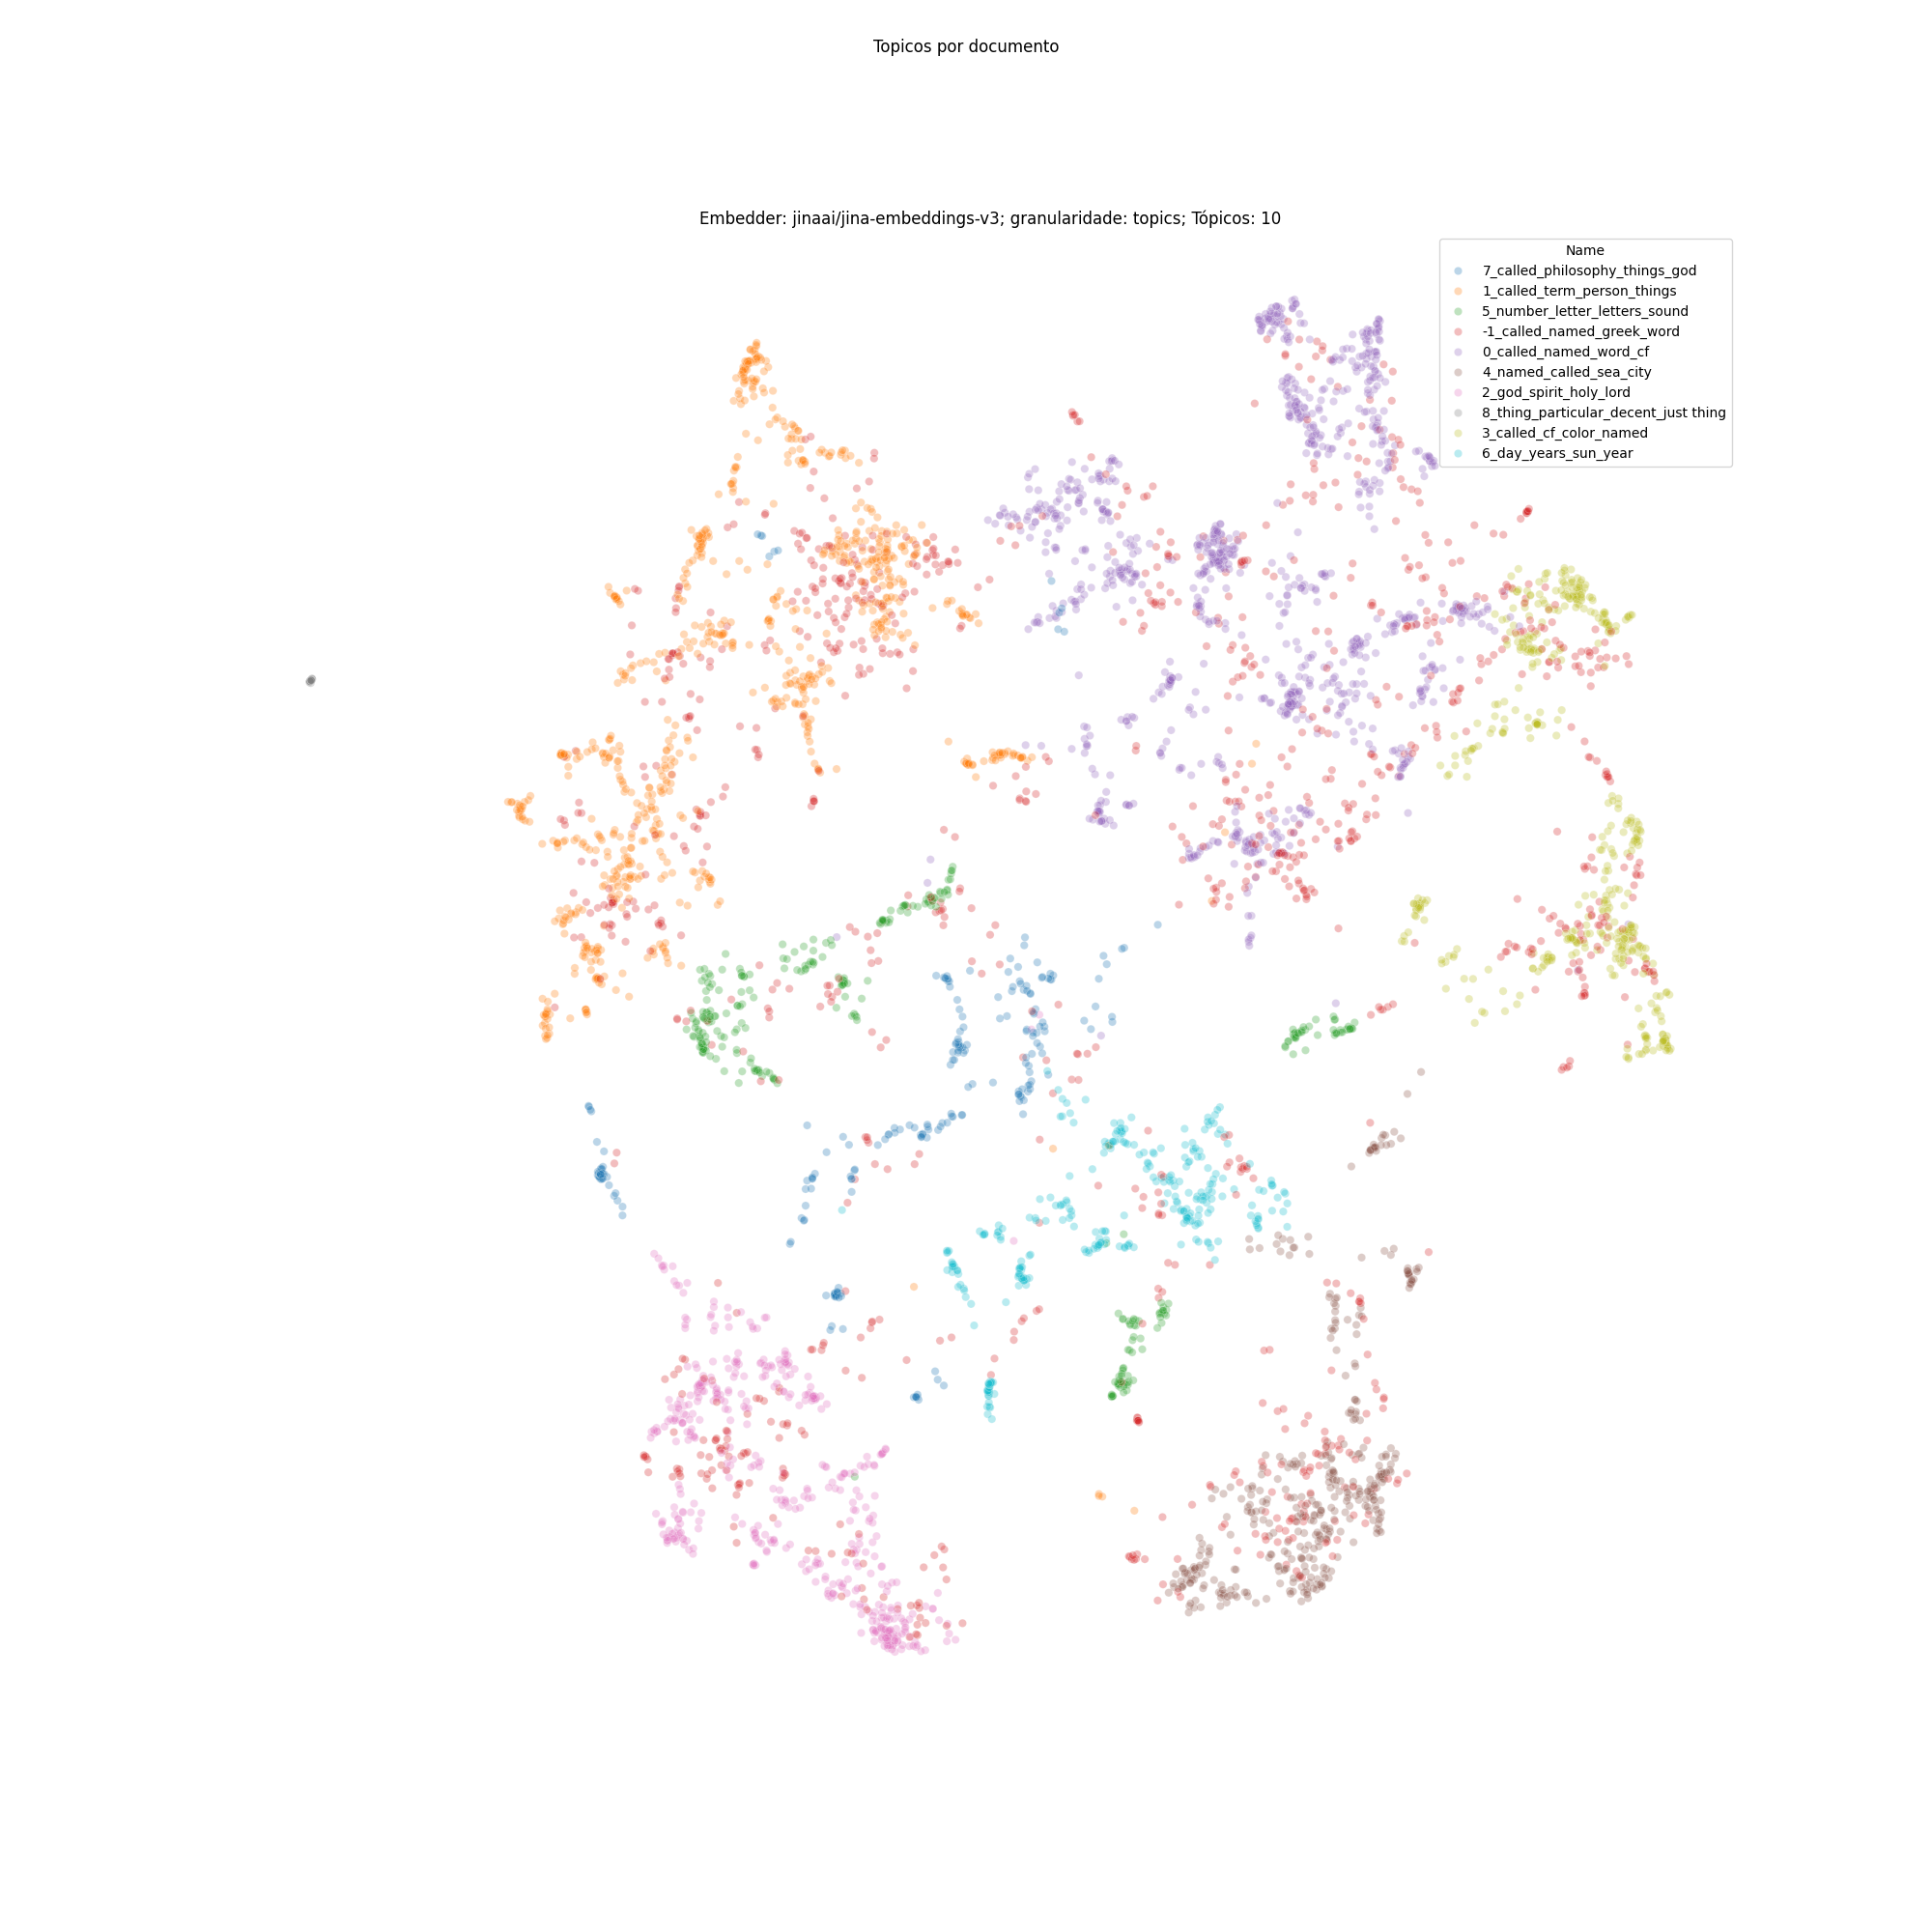 Topicos por documento
Embedder: jinaai/jina-embeddings-v3; granularidade: topics; Tópicos: 10
Name
7_called_philosophy_things_god
1_called_term_person_things
5_number_letter_letters_sound
-1_called_named_greek_word
0_called_named_word_cf
4_named_called_sea_city
2_god_spirit_holy_lord
8_thing_particular_decent_just thing
3_called_cf_color_named
6_day_years_sun_year